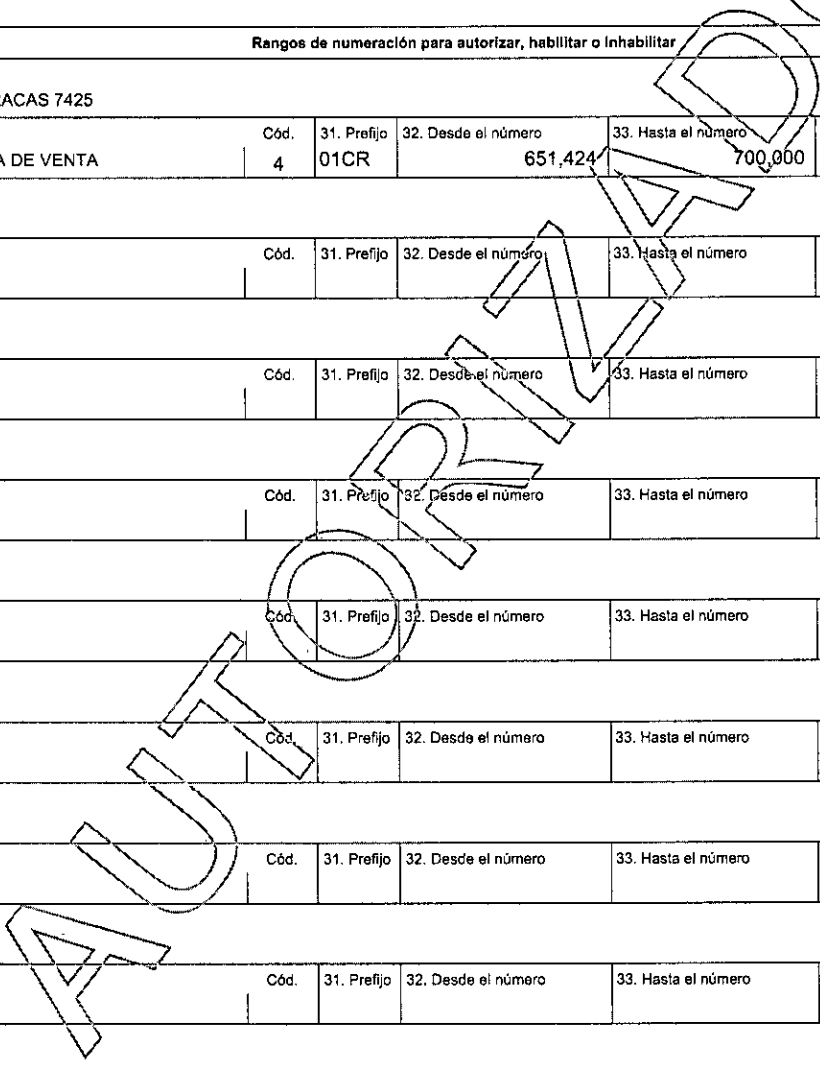 Rangos de numeración para autorizar, habilitar o Inhabilitar
ACAS 7425
Cód. 31. Prefijo 32. Desde el número 33. Hasta el número
A DE VENTA 4 01CR 651,424 700,000
Cód. 31. Prefijo 32. Desde el número 33. Hasta el número
Cód. 31. Prefijo 32. Desde el número 33. Hasta el número
Cód. 31. Prefijo 32. Desde el número 33. Hasta el número
Cód. 31. Prefijo 32. Desde el número 33. Hasta el número
Cód. 31. Prefijo 32. Desde el número 33. Hasta el número
Cód. 31. Prefijo 32. Desde el número 33. Hasta el número
Cód. 31. Prefijo 32. Desde el número 33. Hasta el número
AUTORIZADO